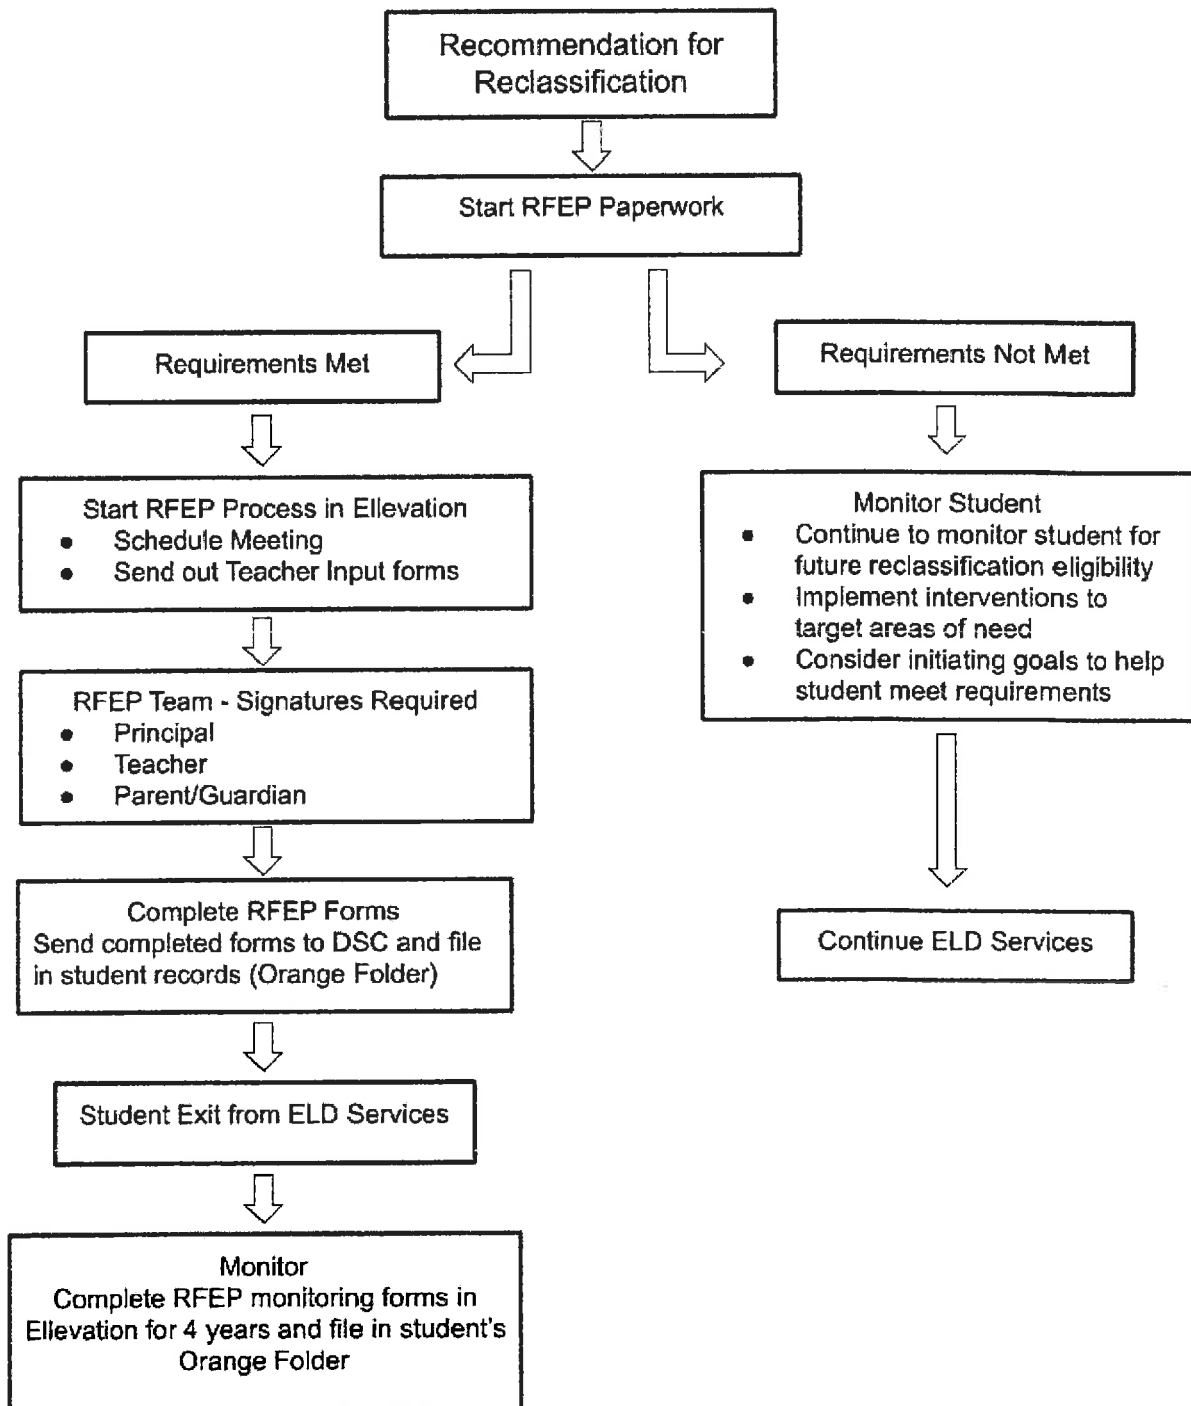 Recommendation for
Reclassification
Start RFEP Paperwork
Requirements Met
Requirements Not Met
Start RFEP Process in Ellevation
● Schedule Meeting
● Send out Teacher Input forms
RFEP Team - Signatures Required
● Principal
● Teacher
● Parent/Guardian
Complete RFEP Forms
Send completed forms to DSC and file
in student records (Orange Folder)
Student Exit from ELD Services
Monitor
Complete RFEP monitoring forms in
Ellevation for 4 years and file in student's
Orange Folder
Monitor Student
● Continue to monitor student for
future reclassification eligibility
● Implement interventions to
target areas of need
● Consider initiating goals to help
student meet requirements
Continue ELD Services